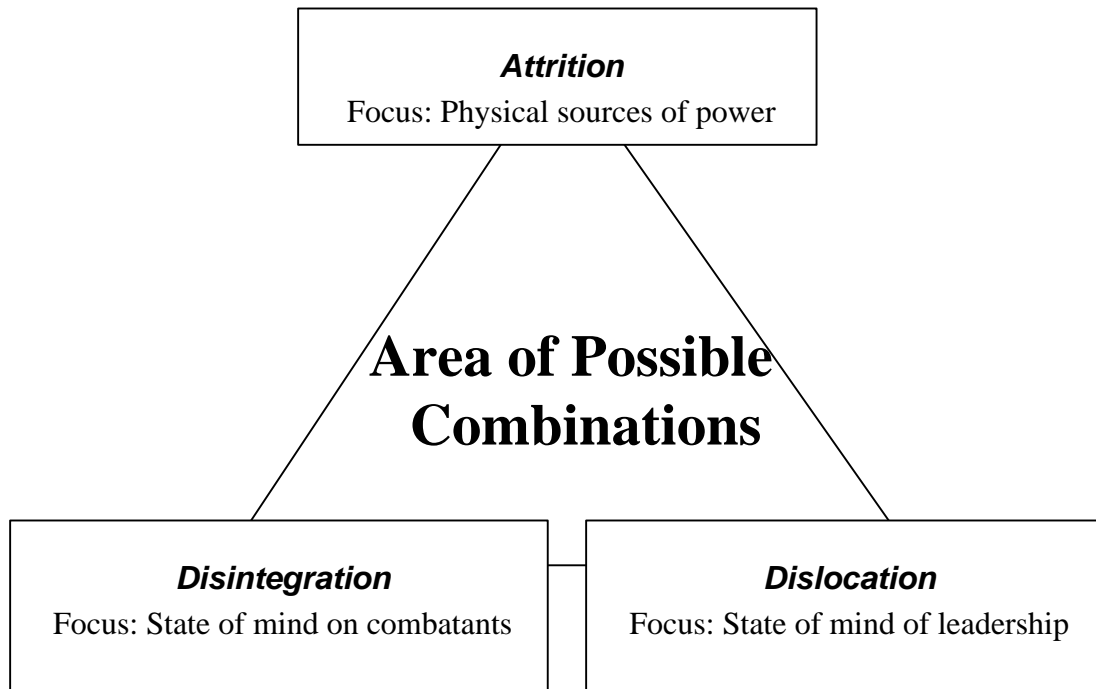 Attrition
Focus: Physical sources of power
Area of Possible
Combinations
Disintegration
Focus: State of mind on combatants
Dislocation
Focus: State of mind of leadership